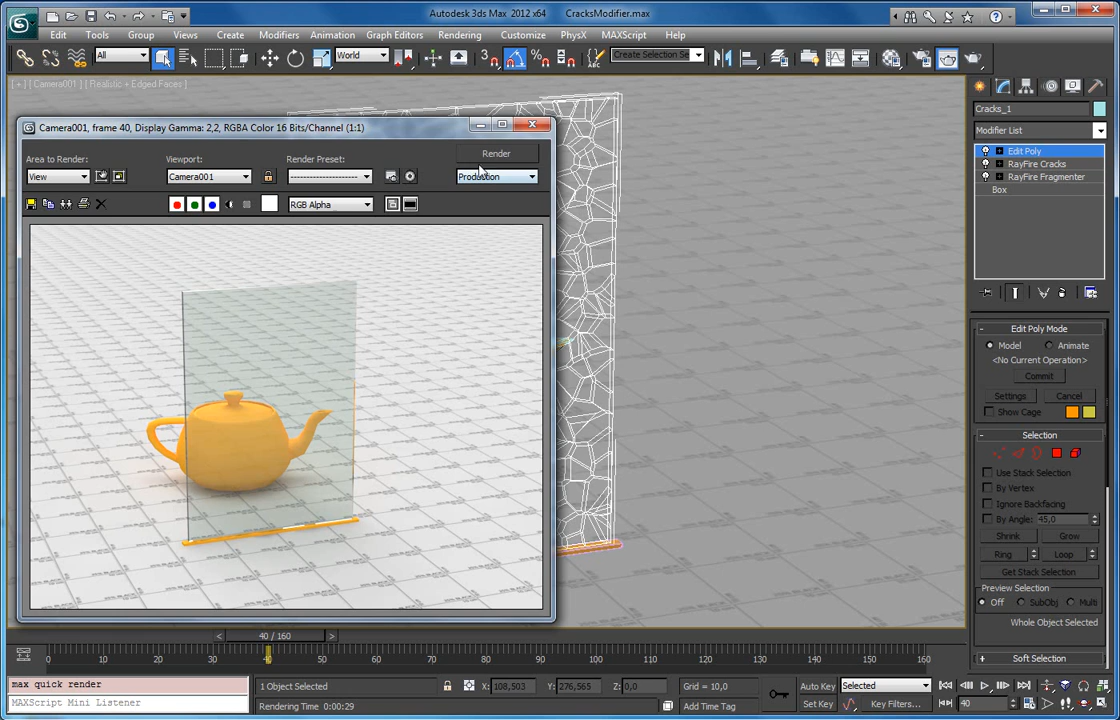 Autodesk 3ds Max 2012 x64 CracksModifier.max
Edit Tools Group Views Create Modifiers Animation Graph Editors Rendering Customize PhysX MAXScript Help
All World Create Selection Se
[ + ] [ Camera001 ] [ Realistic + Edged Faces ]
Cracks_1
Modifier List
Edit Poly
RayFire Cracks
RayFire Fragmenter
Box
Camera001, frame 40, Display Gamma: 2,2, RGBA Color 16 Bits/Channel (1:1)
Area to Render: Viewport: Render Preset: Render
View Camera001 Production
RGB Alpha
Edit Poly Mode
Model Animate
<No Current Operation>
Commit
Settings Cancel
Show Cage
Selection
Use Stack Selection
By Vertex
Ignore Backfacing
By Angle: 45,0
Shrink Grow
Ring Loop
Get Stack Selection
Preview Selection
Off SubObj Multi
Whole Object Selected
Soft Selection
< 40 / 160 >
0 10 20 30 40 50 60 70 80 90 100 110 120 130 140 150 160
max quick render
MAXScript Mini Listener
1 Object Selected X: 108,503 Y: 276,565 Z: 0,0 Grid = 10,0
Rendering Time 0:00:29 Add Time Tag
Auto Key Selected
Set Key Key Filters... 40